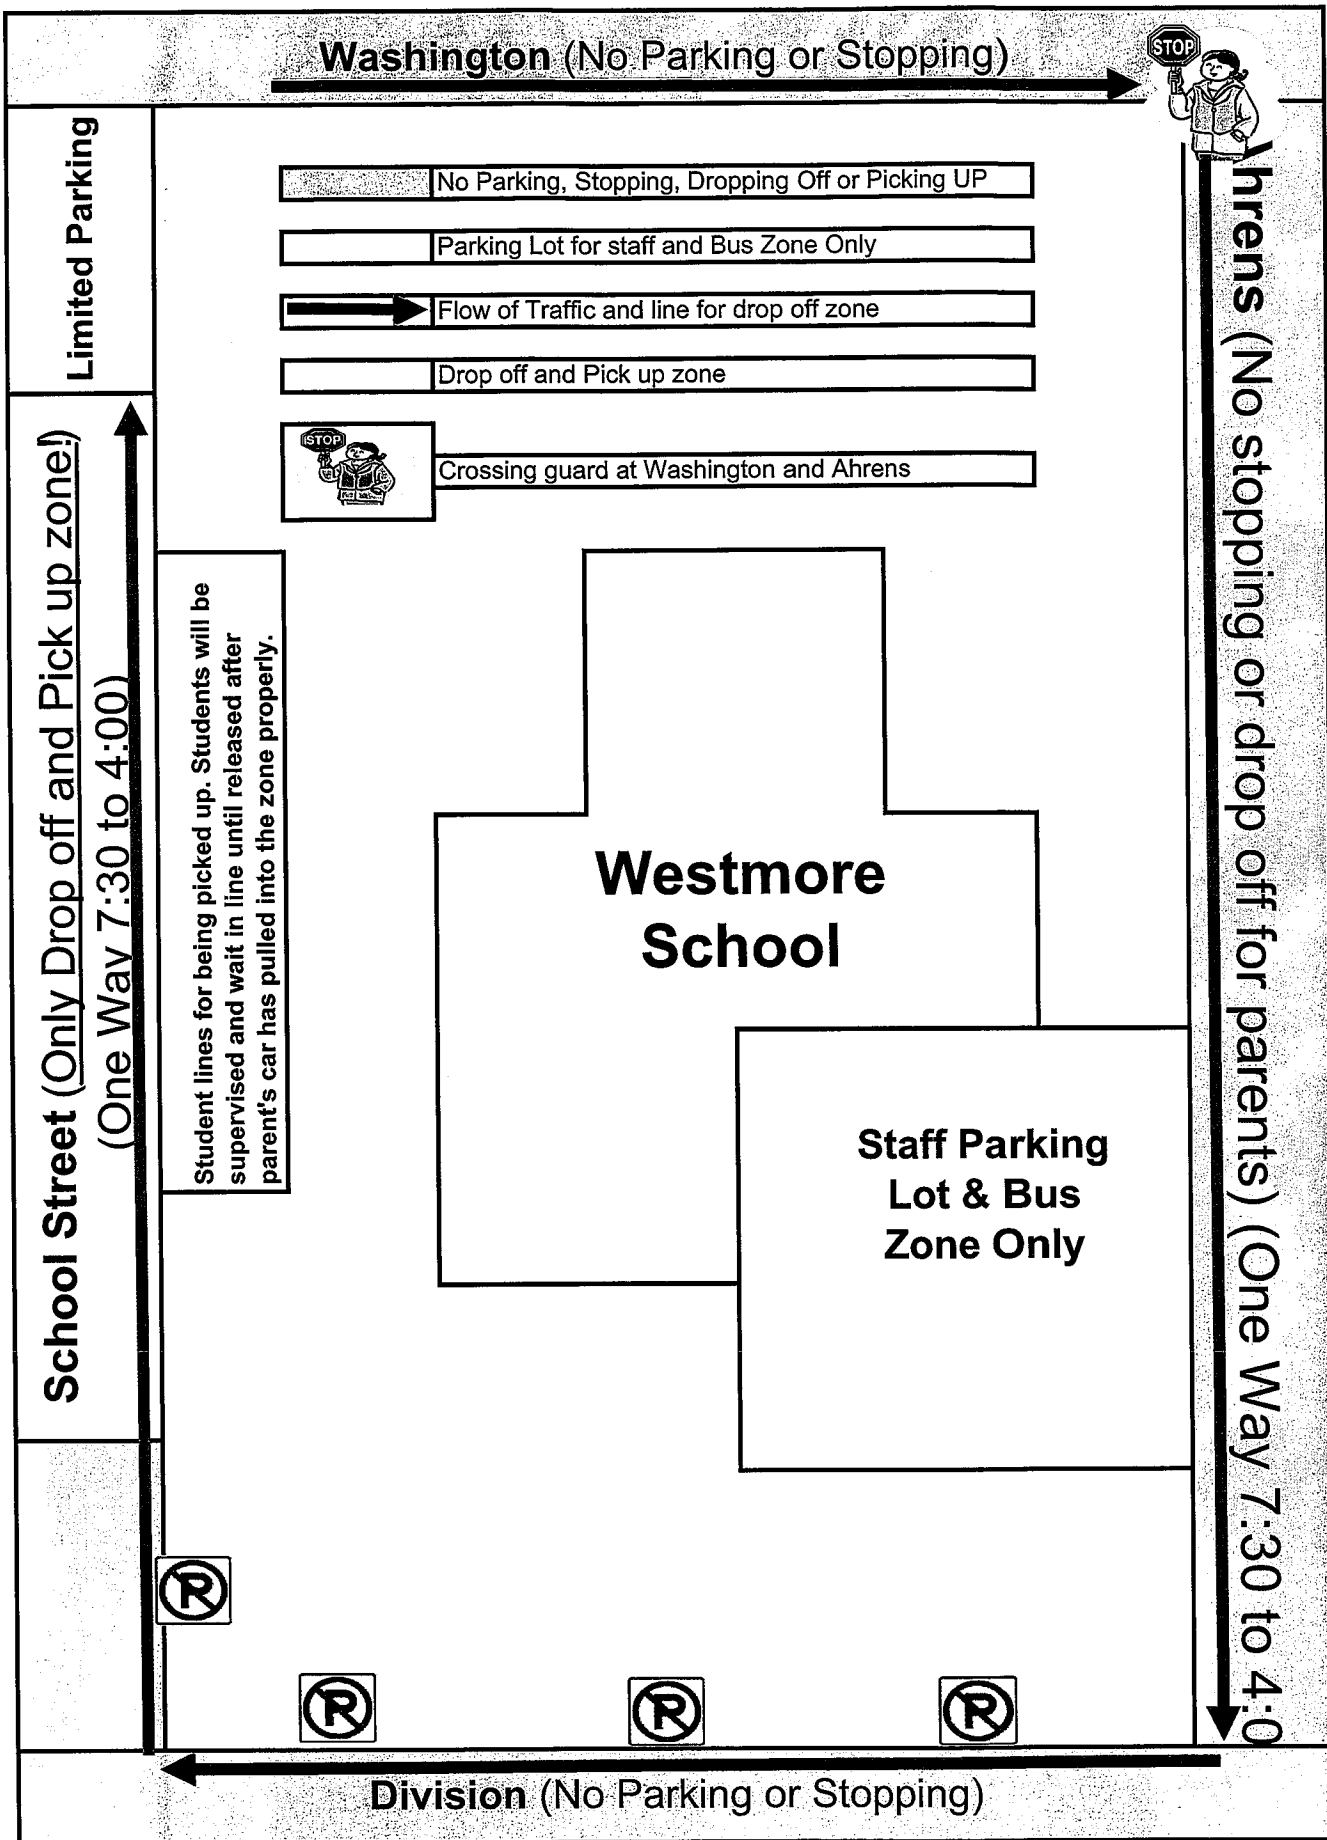 Washington (No Parking or Stopping)
STOP
Limited Parking
No Parking, Stopping, Dropping Off or Picking UP
Parking Lot for staff and Bus Zone Only
Flow of Traffic and line for drop off zone
Drop off and Pick up zone
STOP
Crossing guard at Washington and Ahrens
hrens (No stopping or drop off for parents) (One Way 7:30 to 4:0
School Street (Only Drop off and Pick up zone!)
(One Way 7:30 to 4:00)
Student lines for being picked up. Students will be
supervised and wait in line until released after
parent's car has pulled into the zone properly.
Westmore
School
Staff Parking
Lot & Bus
Zone Only
P
P
P
P
Division (No Parking or Stopping)